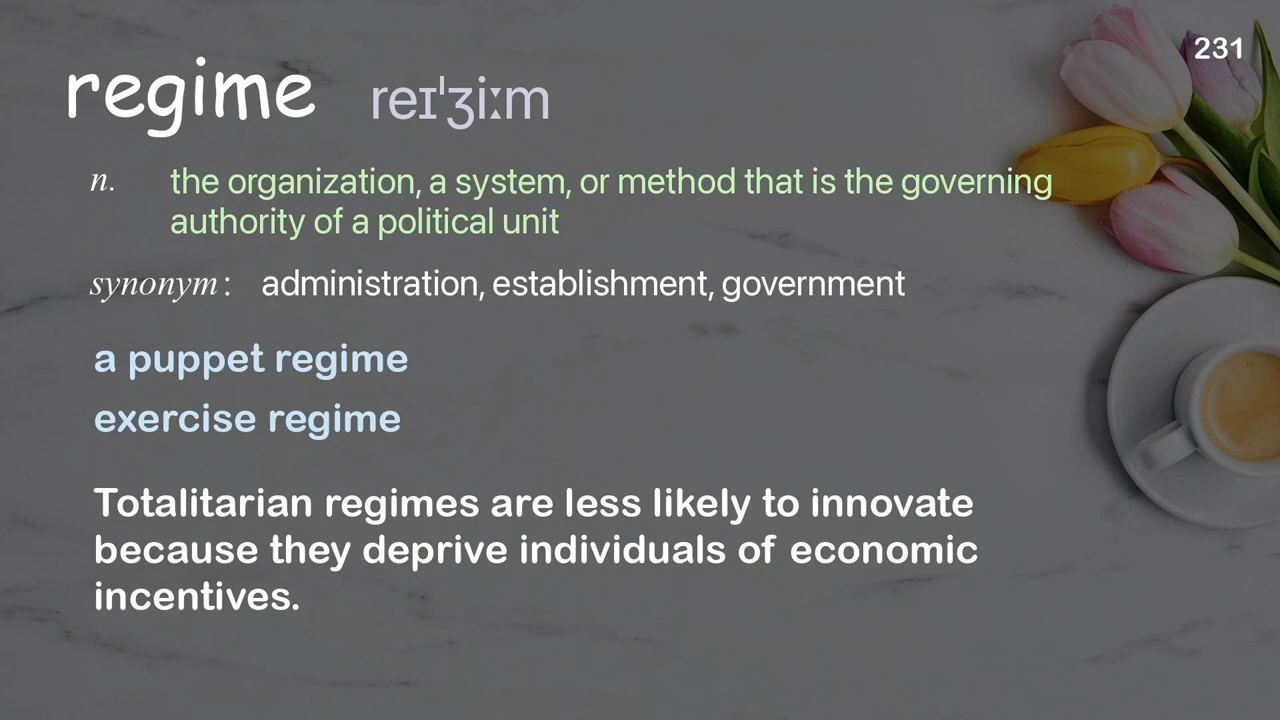 231
regime reɪˈʒiːm
n. the organization, a system, or method that is the governing
authority of a political unit
synonym: administration, establishment, government
a puppet regime
exercise regime
Totalitarian regimes are less likely to innovate
because they deprive individuals of economic
incentives.